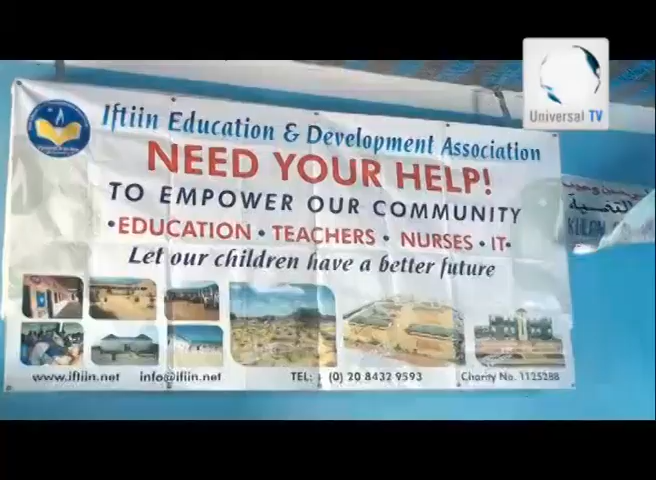 Universal TV
Iftiin Education & Development Association
NEED YOUR HELP!
TO EMPOWER OUR COMMUNITY
•EDUCATION • TEACHERS • NURSES • IT•
Let our children have a better future
www.iftiin.net info@ifiin.net TEL: (0) 20 8432 9593 Charity No. 1125288